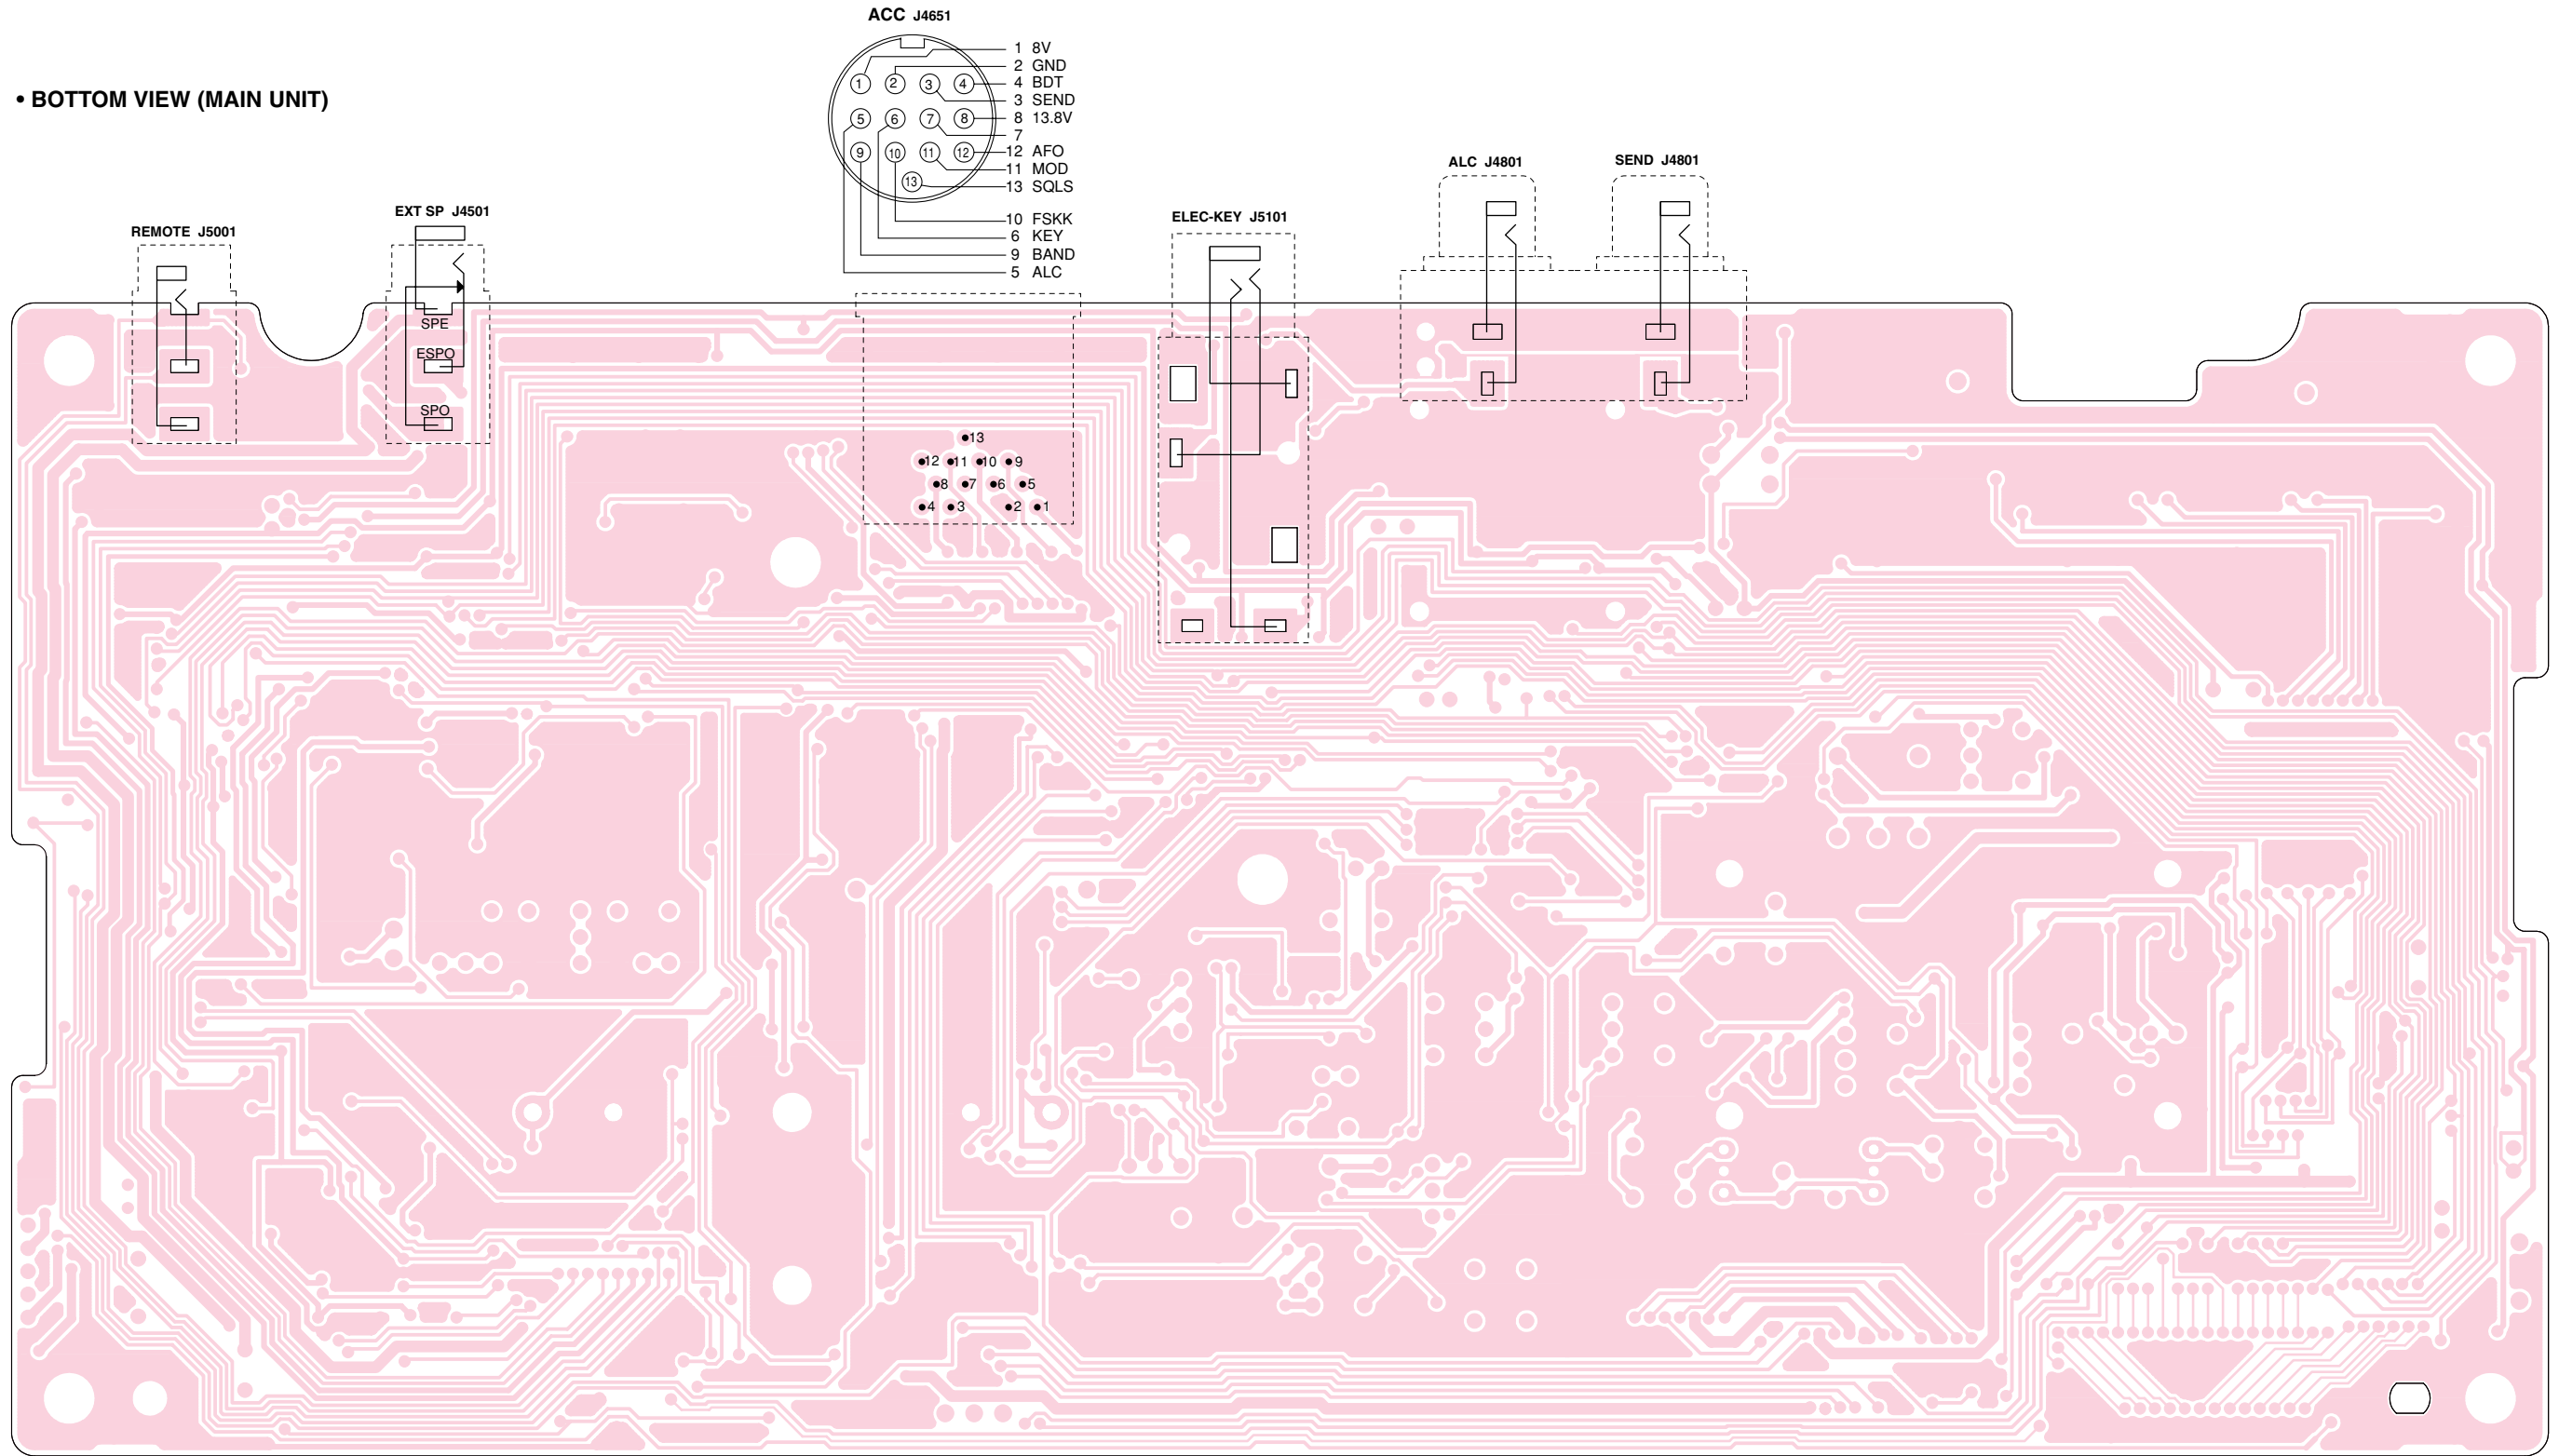 ACC J4651
1 8V
2 GND
4 BDT
3 SEND
8 13.8V
7
12 AFO
11 MOD
13 SQLS
10 FSKK
6 KEY
9 BAND
5 ALC
1 2 3 4
5 6 7 8
9 10 11 12
13
• BOTTOM VIEW (MAIN UNIT)
ALC J4801
SEND J4801
EXT SP J4501
ELEC-KEY J5101
REMOTE J5001
SPE
ESPO
SPO
13
12 11 10 9
8 7 6 5
4 3 2 1